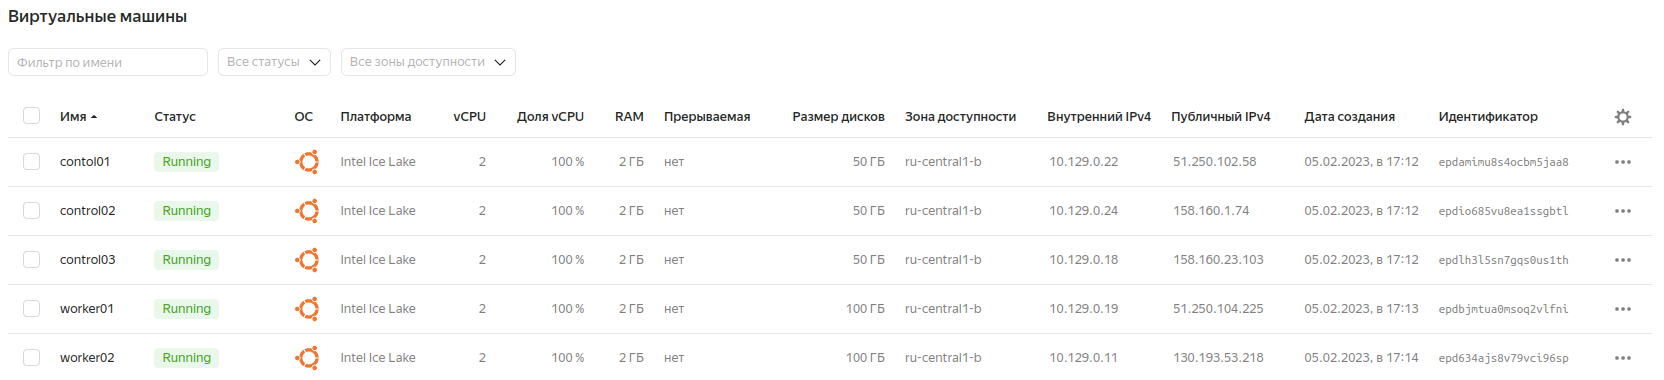 Виртуальные машины
Фильтр по имени Все статусы Все зоны доступности
Имя Статус ОС Платформа vCPU Доля vCPU RAM Прерываемая Размер дисков Зона доступности Внутренний IPv4 Публичный IPv4 Дата создания Идентификатор
contol01 Running Intel Ice Lake 2 100 % 2 ГБ нет 50 ГБ ru-central1-b 10.129.0.22 51.250.102.58 05.02.2023, в 17:12 epdamimu8s4ocbm5jaa8
control02 Running Intel Ice Lake 2 100 % 2 ГБ нет 50 ГБ ru-central1-b 10.129.0.24 158.160.1.74 05.02.2023, в 17:12 epdio685vu8ea1ssgbtl
control03 Running Intel Ice Lake 2 100 % 2 ГБ нет 50 ГБ ru-central1-b 10.129.0.18 158.160.23.103 05.02.2023, в 17:12 epdlh3l5sn7gqs0us1th
worker01 Running Intel Ice Lake 2 100 % 2 ГБ нет 100 ГБ ru-central1-b 10.129.0.19 51.250.104.225 05.02.2023, в 17:13 epdbjmtua0msoq2vlfni
worker02 Running Intel Ice Lake 2 100 % 2 ГБ нет 100 ГБ ru-central1-b 10.129.0.11 130.193.53.218 05.02.2023, в 17:14 epd634ajs8v79vci96sp